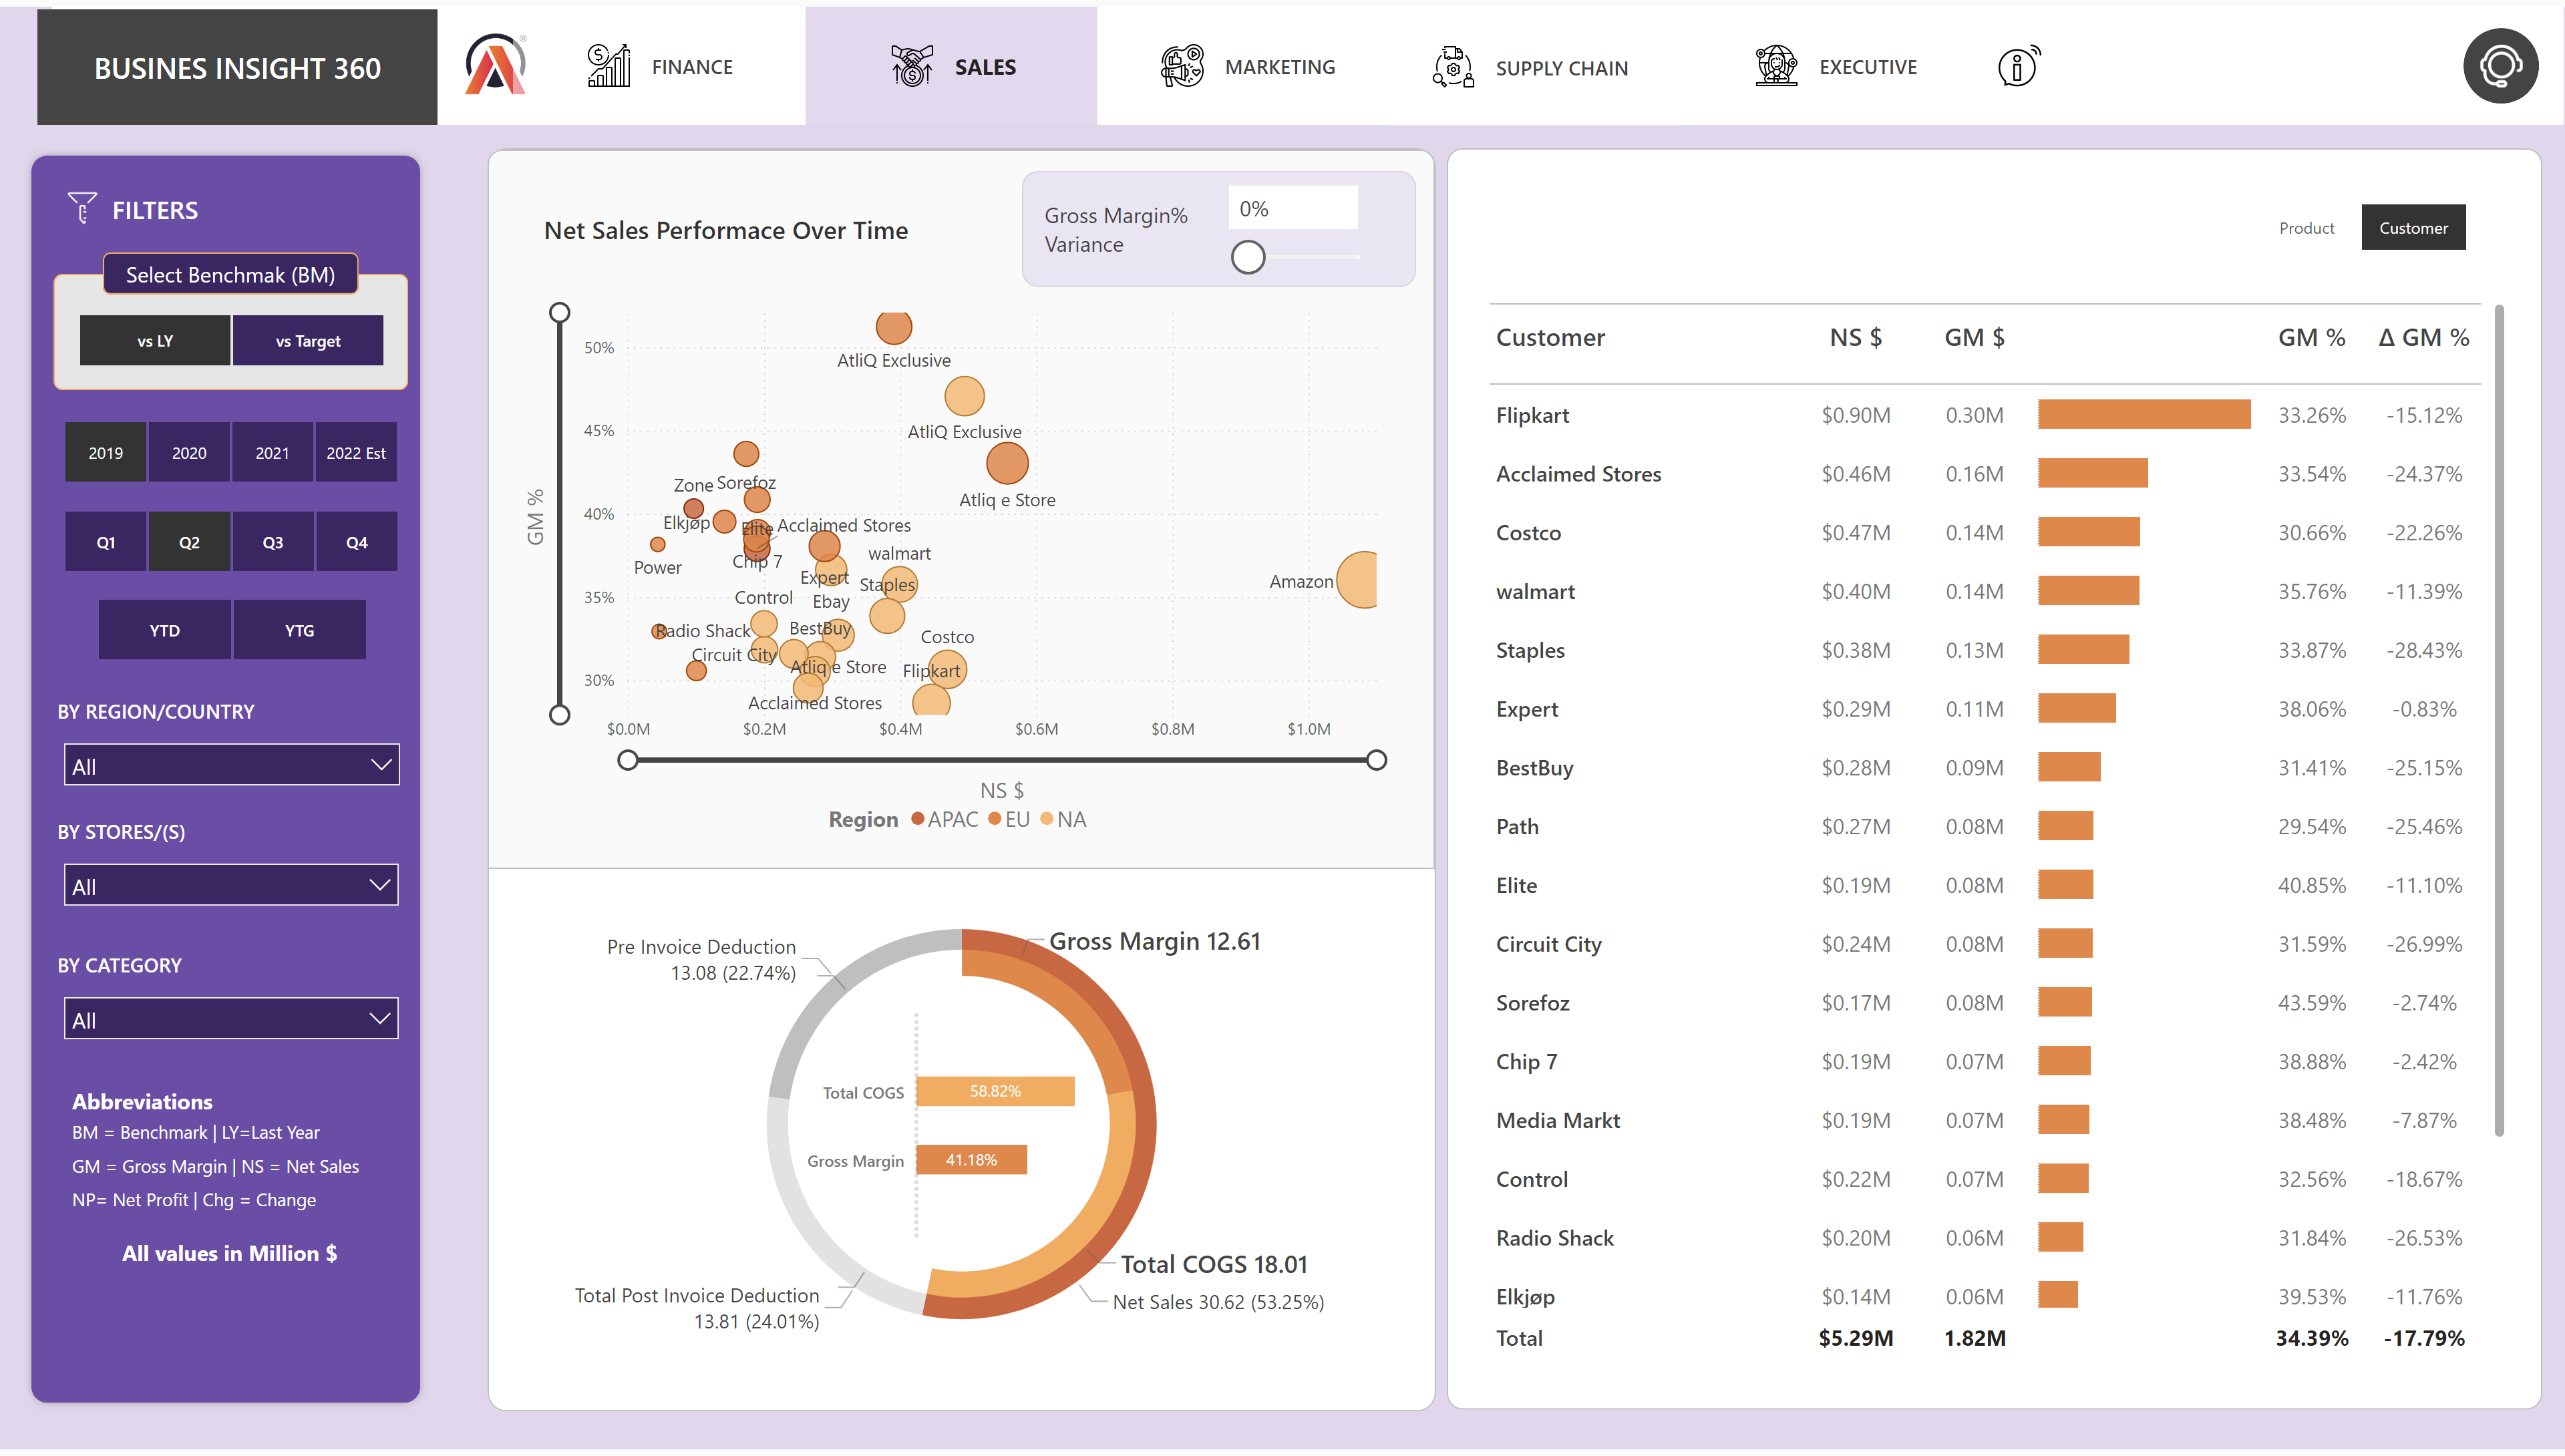 BUSINES INSIGHT 360
FINANCE
SALES
MARKETING
SUPPLY CHAIN
EXECUTIVE
FILTERS
Select Benchmak (BM)
vs LY
vs Target
2019
2020
2021
2022 Est
Q1
Q2
Q3
Q4
YTD
YTG
BY REGION/COUNTRY
All
BY STORES/(S)
All
BY CATEGORY
All
Abbreviations
BM = Benchmark | LY=Last Year
GM = Gross Margin | NS = Net Sales
NP= Net Profit | Chg = Change
All values in Million $
Net Sales Performace Over Time
Gross Margin%
Variance
0%
GM %
50%
45%
40%
35%
30%
AtliQ Exclusive
AtliQ Exclusive
Atliq e Store
Zone
Sorefoz
Elkjøp
Elite
Acclaimed Stores
Power
Chip 7
walmart
Expert
Staples
Amazon
Control
Ebay
Radio Shack
BestBuy
Costco
Circuit City
Atliq e Store
Flipkart
Acclaimed Stores
$0.0M
$0.2M
$0.4M
$0.6M
$0.8M
$1.0M
NS $
Region APAC EU NA
Pre Invoice Deduction
13.08 (22.74%)
Gross Margin 12.61
Total COGS
58.82%
Gross Margin
41.18%
Total COGS 18.01
Net Sales 30.62 (53.25%)
Total Post Invoice Deduction
13.81 (24.01%)
Product
Customer
Customer NS $ GM $ GM % Δ GM %
Flipkart $0.90M 0.30M 33.26% -15.12%
Acclaimed Stores $0.46M 0.16M 33.54% -24.37%
Costco $0.47M 0.14M 30.66% -22.26%
walmart $0.40M 0.14M 35.76% -11.39%
Staples $0.38M 0.13M 33.87% -28.43%
Expert $0.29M 0.11M 38.06% -0.83%
BestBuy $0.28M 0.09M 31.41% -25.15%
Path $0.27M 0.08M 29.54% -25.46%
Elite $0.19M 0.08M 40.85% -11.10%
Circuit City $0.24M 0.08M 31.59% -26.99%
Sorefoz $0.17M 0.08M 43.59% -2.74%
Chip 7 $0.19M 0.07M 38.88% -2.42%
Media Markt $0.19M 0.07M 38.48% -7.87%
Control $0.22M 0.07M 32.56% -18.67%
Radio Shack $0.20M 0.06M 31.84% -26.53%
Elkjøp $0.14M 0.06M 39.53% -11.76%
Total $5.29M 1.82M 34.39% -17.79%